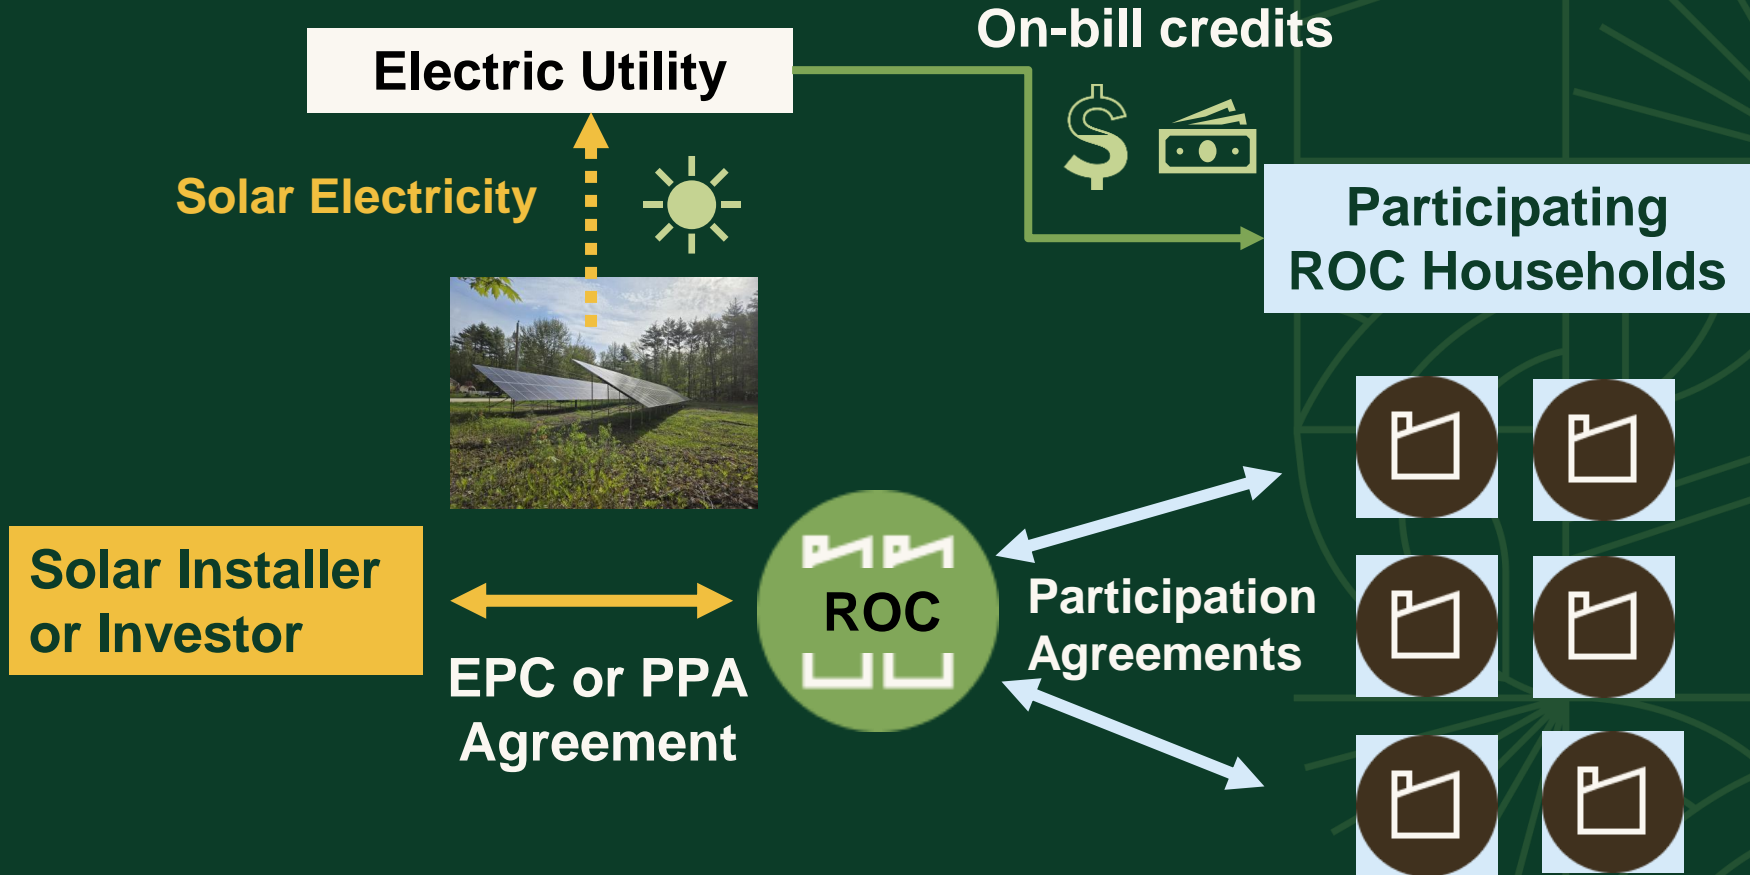 On-bill credits
Electric Utility
Solar Electricity
Participating
ROC Households
Solar Installer
or Investor
ROC
Participation
Agreements
EPC or PPA
Agreement